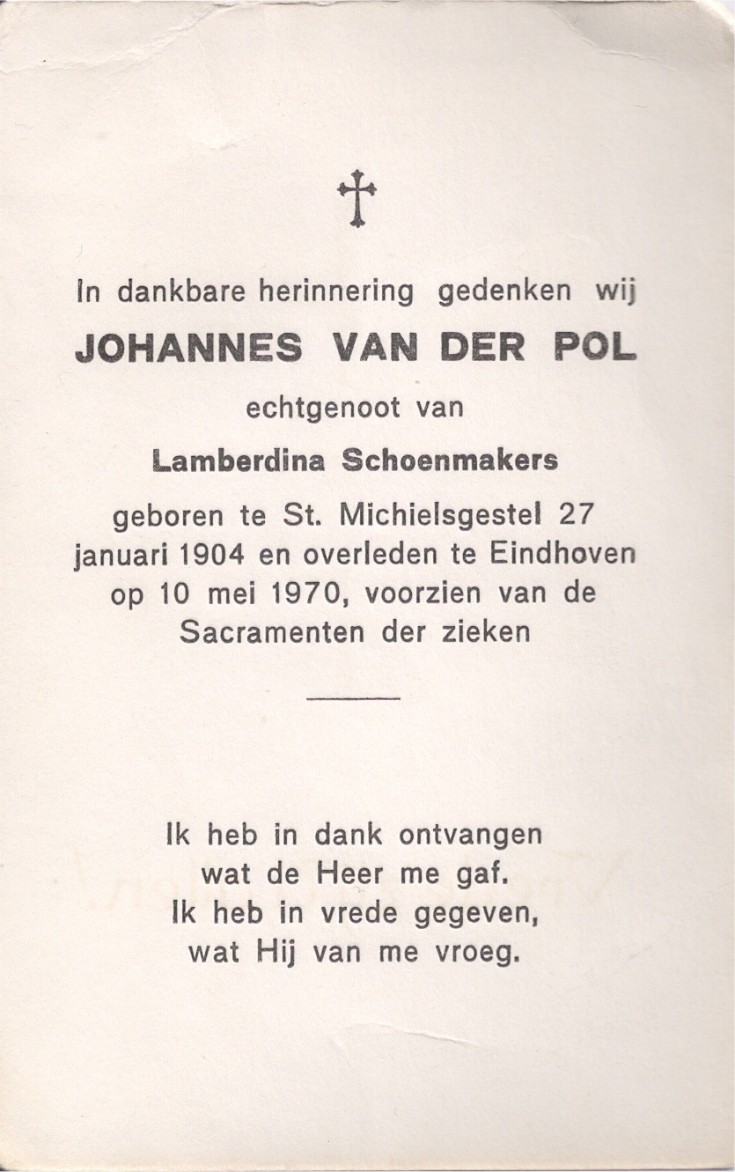 In dankbare herinnering gedenken wij
JOHANNES VAN DER POL
echtgenoot van
Lamberdina Schoenmakers
geboren te St. Michielsgestel 27
januari 1904 en overleden te Eindhoven
op 10 mei 1970, voorzien van de
Sacramenten der zieken
Ik heb in dank ontvangen
wat de Heer me gaf.
Ik heb in vrede gegeven,
wat Hij van me vroeg.